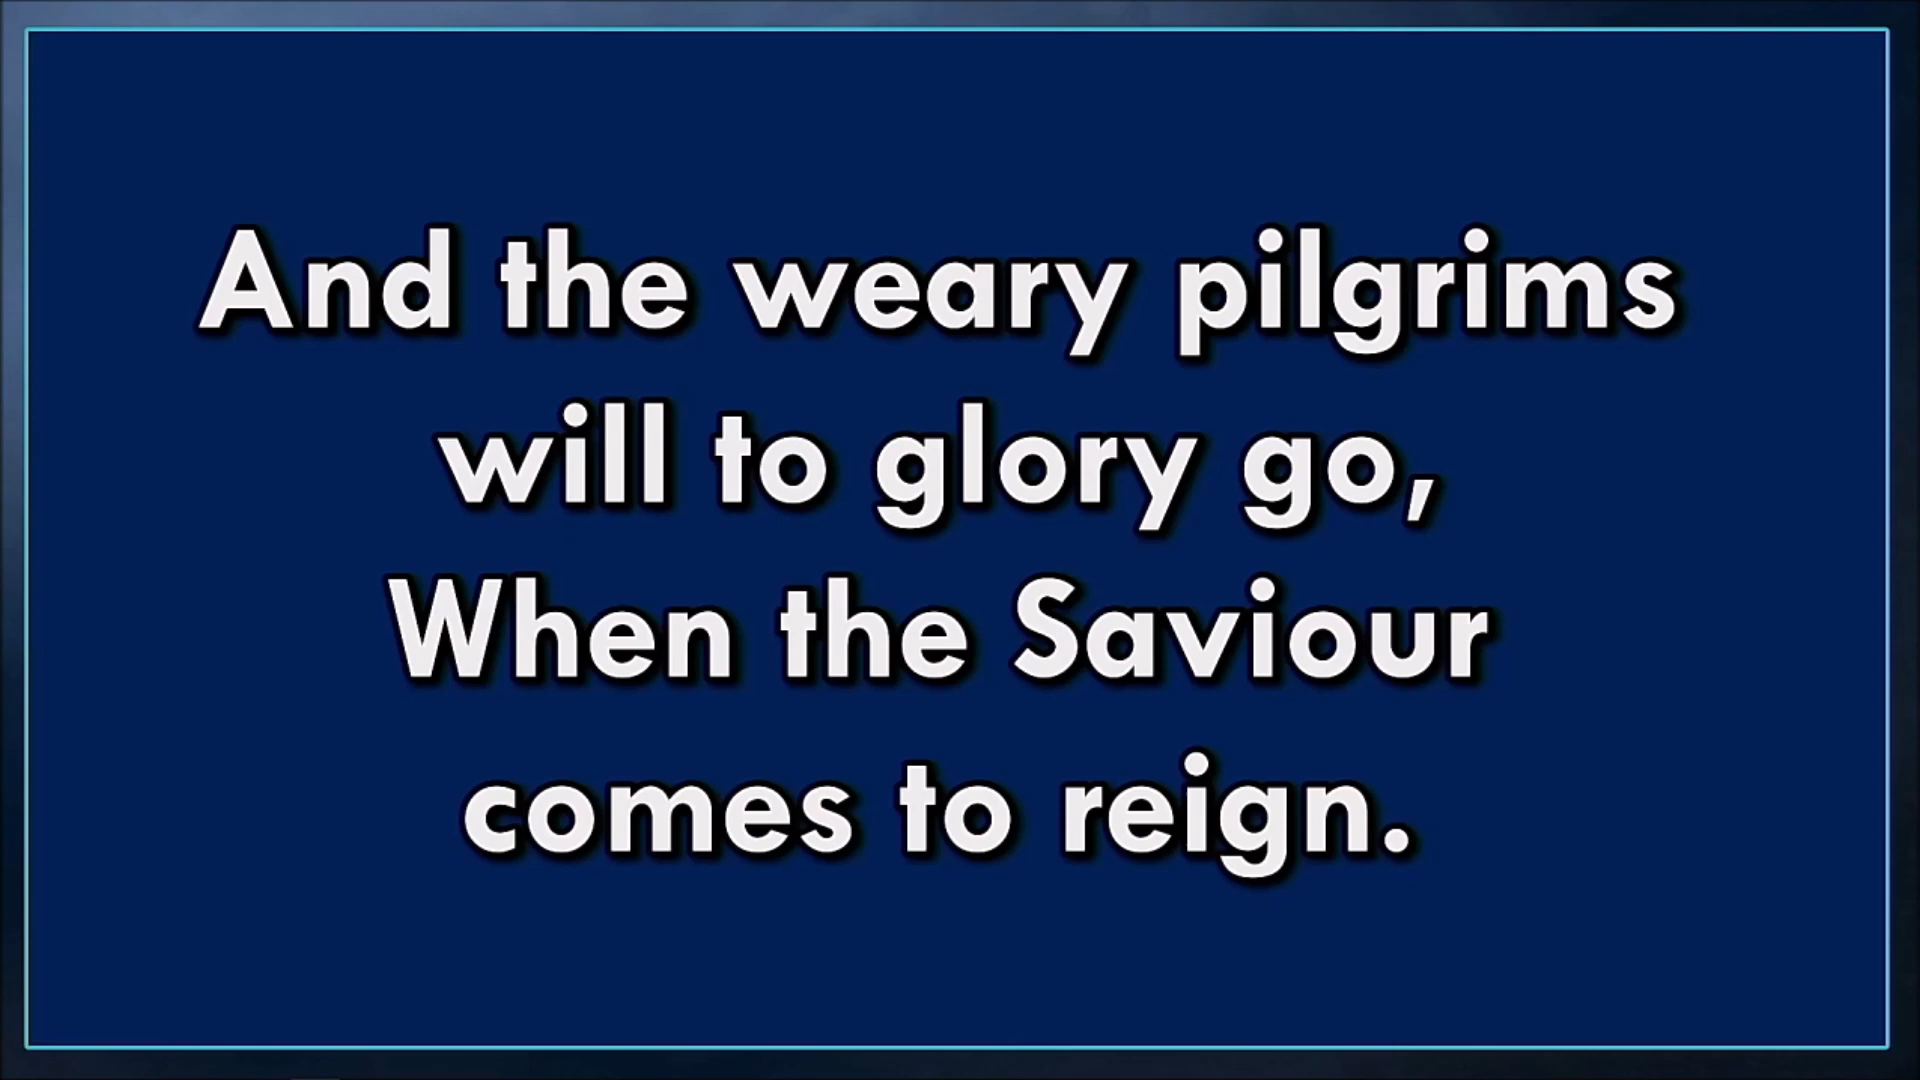 And the weary pilgrims
will to glory go,
When the Saviour
comes to reign.